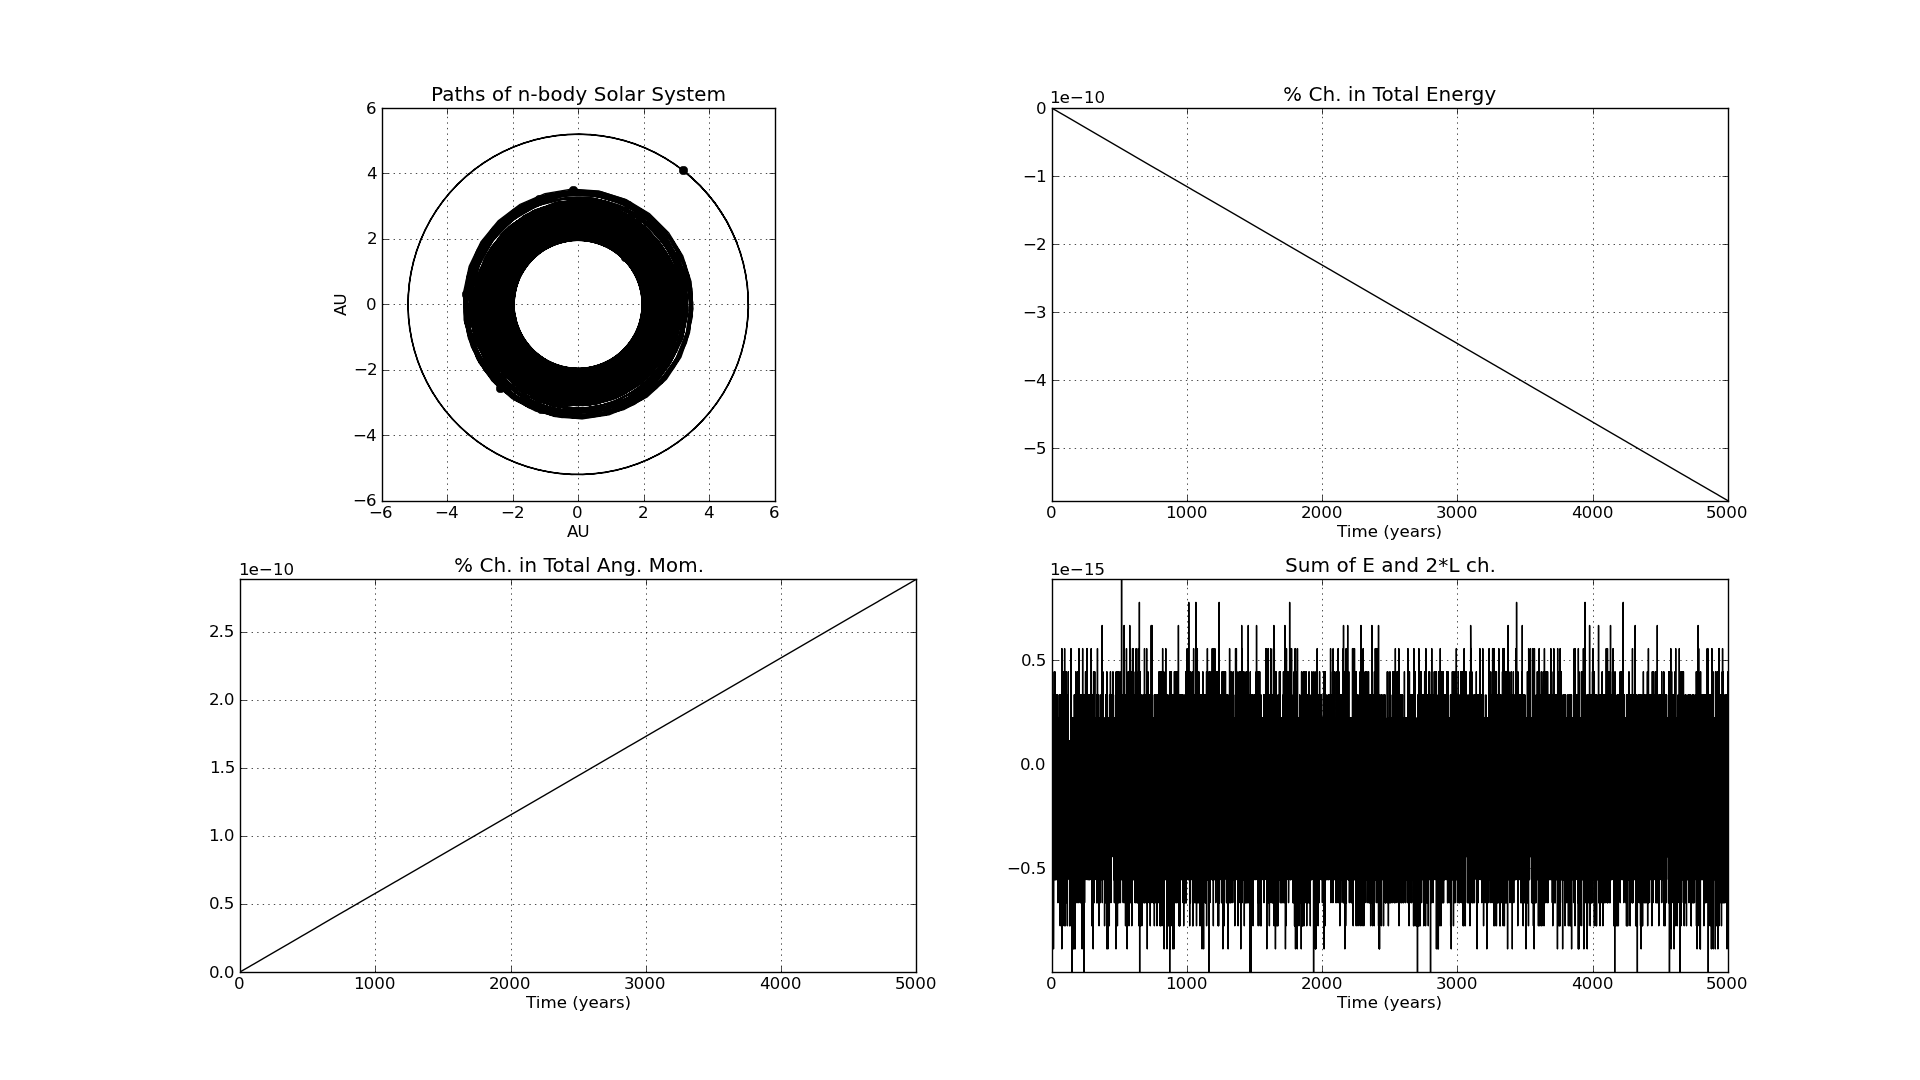 Paths of n-body Solar System
6
4
2
0
−2
−4
−6
AU
−6 −4 −2 0 2 4 6
AU
% Ch. in Total Energy
1e−10
0
−1
−2
−3
−4
−5
0 1000 2000 3000 4000 5000
Time (years)
% Ch. in Total Ang. Mom.
1e−10
2.5
2.0
1.5
1.0
0.5
0.0
0 1000 2000 3000 4000 5000
Time (years)
Sum of E and 2*L ch.
1e−15
0.5
0.0
−0.5
0 1000 2000 3000 4000 5000
Time (years)